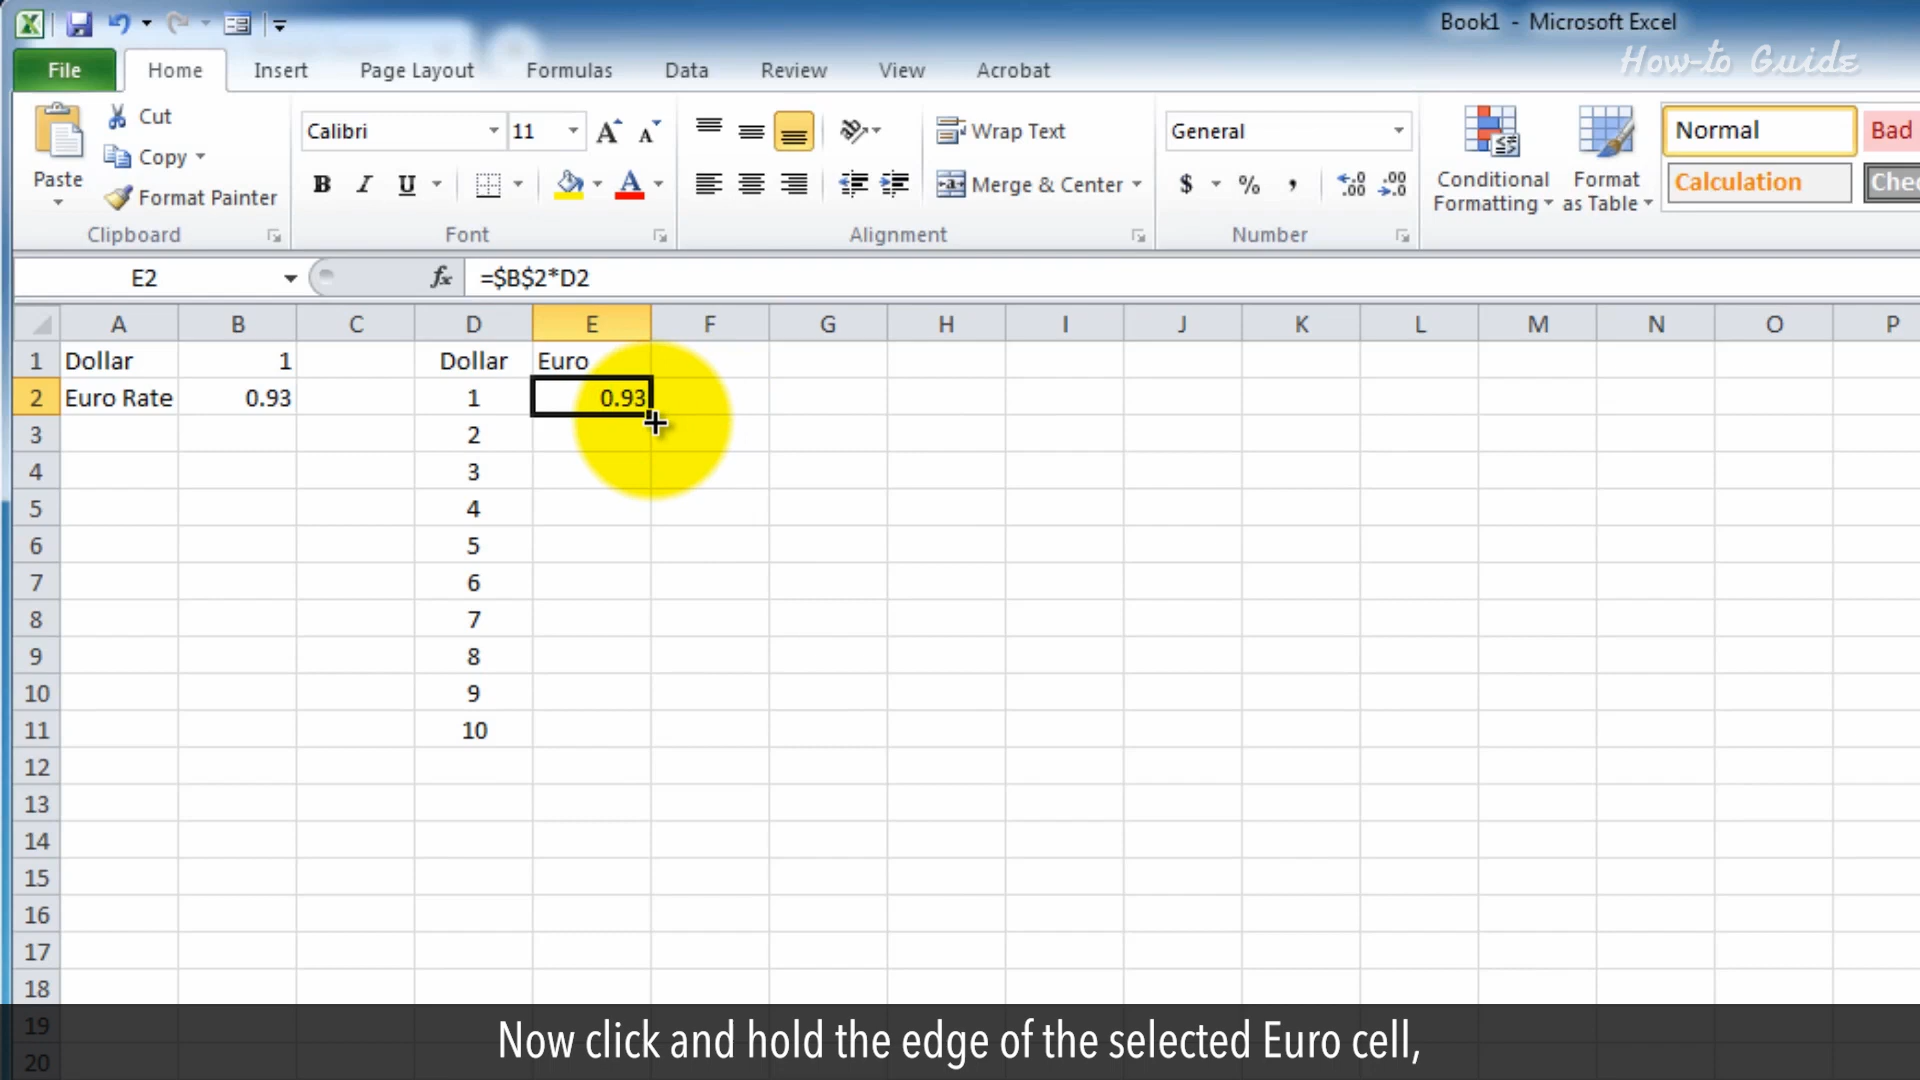 Book1 - Microsoft Excel
How-to Guide
File Home Insert Page Layout Formulas Data Review View Acrobat
Paste
Cut
Copy
Format Painter
Clipboard
Calibri 11
B I U A
Font
Wrap Text
Merge & Center
Alignment
General
$ % ,
Number
Conditional Formatting
Format as Table
Normal Bad
Calculation Chec
E2 fx =$B$2*D2
A B C D E F G H I J K L M N O P
1 Dollar 1 Dollar Euro
2 Euro Rate 0.93 1 0.93
3 2
4 3
5 4
6 5
7 6
8 7
9 8
10 9
11 10
12
13
14
15
16
17
18
19
20
Now click and hold the edge of the selected Euro cell,